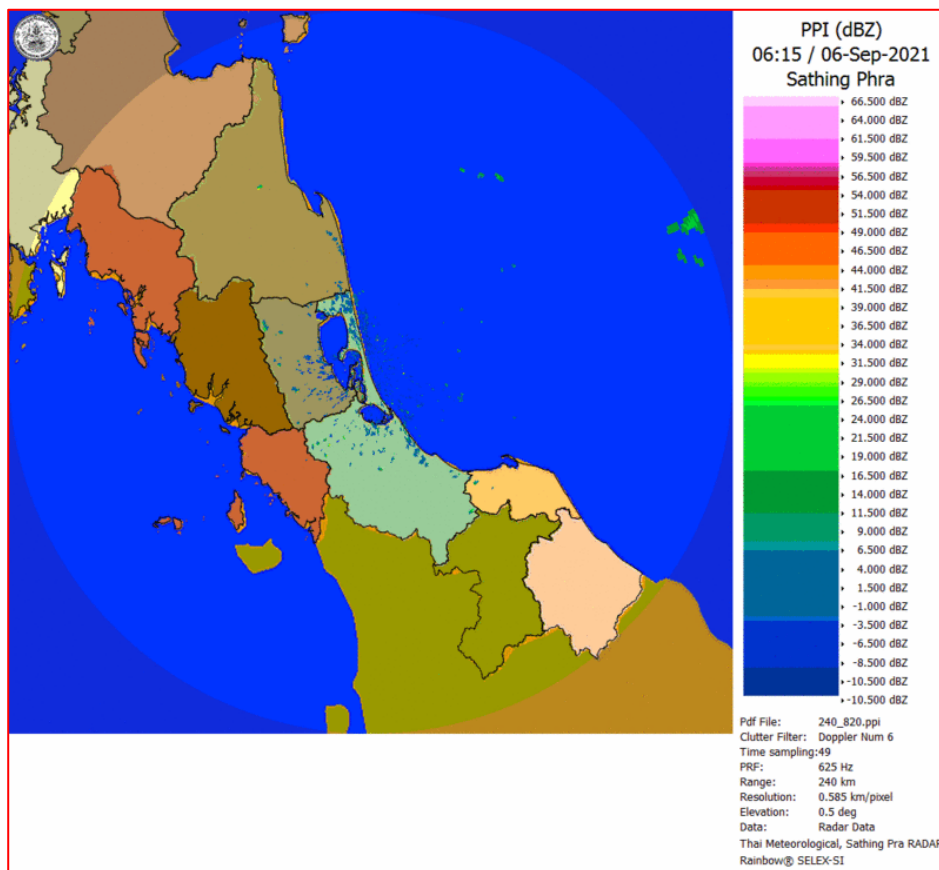 PPI (dBZ)
06:15 / 06-Sep-2021
Sathing Phra
66.500 dBZ
64.000 dBZ
61.500 dBZ
59.500 dBZ
56.500 dBZ
54.000 dBZ
51.500 dBZ
49.000 dBZ
46.500 dBZ
44.000 dBZ
41.500 dBZ
39.000 dBZ
36.500 dBZ
34.000 dBZ
31.500 dBZ
29.000 dBZ
26.500 dBZ
24.000 dBZ
21.500 dBZ
19.000 dBZ
16.500 dBZ
14.000 dBZ
11.500 dBZ
9.000 dBZ
6.500 dBZ
4.000 dBZ
1.500 dBZ
-1.000 dBZ
-3.500 dBZ
-6.500 dBZ
-8.500 dBZ
-10.500 dBZ
-10.500 dBZ
Pdf File: 240_820.ppi
Clutter Filter: Doppler Num 6
Time sampling:49
PRF: 625 Hz
Range: 240 km
Resolution: 0.585 km/pixel
Elevation: 0.5 deg
Data: Radar Data
Thai Meteorological, Sathing Pra RADAR
Rainbow® SELEX-SI